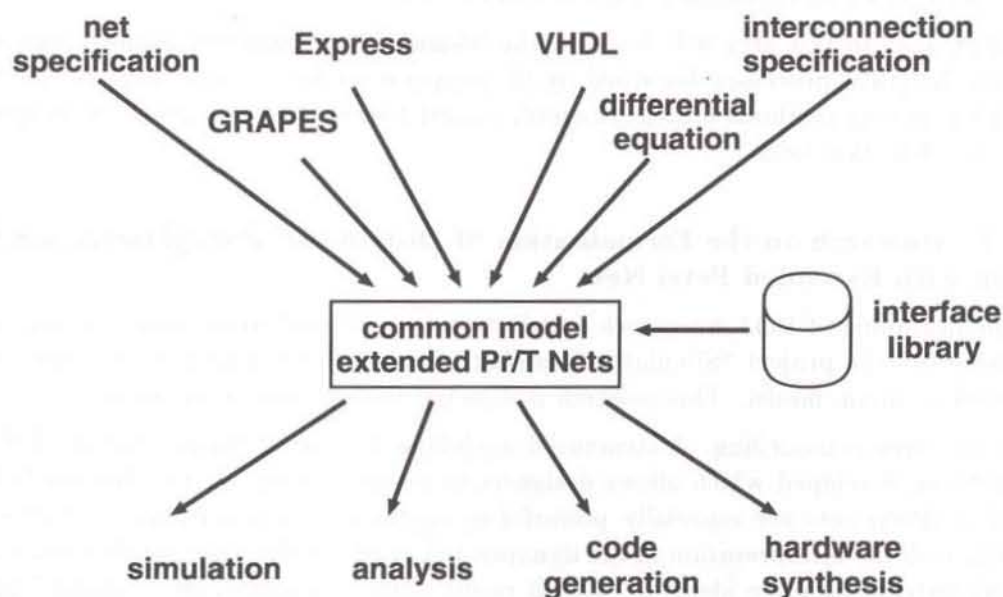 net
specification
Express
VHDL
interconnection
specification
GRAPES
differential
equation
common model
extended Pr/T Nets
interface
library
simulation
analysis
code
generation
hardware
synthesis